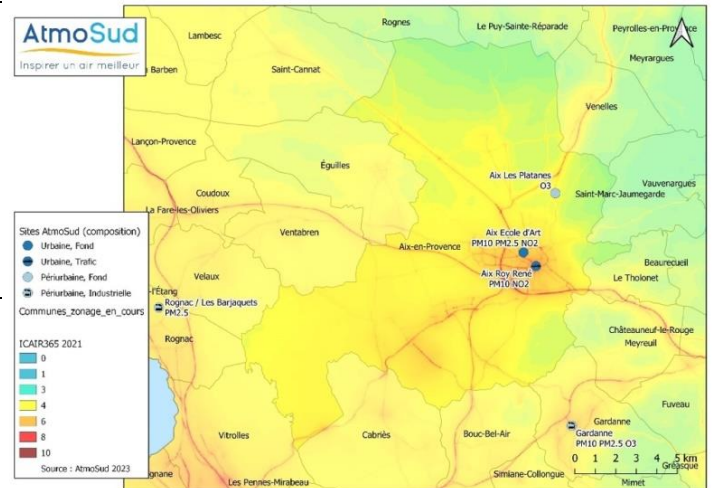 AtmoSud
Inspirer un air meilleur
Rognes
Le Puy-Sainte-Réparade
Peyrolles-en-Provence
Lambesc
Meyrargues
Barben
Saint-Cannat
Venelles
Lançon-Provence
Éguilles
Aix Les Platanes
O3
Vauvenargues
Saint-Marc-Jaumegarde
Coudoux
La Fare-les-Oliviers
Sites AtmoSud (composition)
Urbaine, Fond
Urbaine, Trafic
Périurbaine, Fond
Périurbaine, Industrielle
Communes_zonage_en_cours
ICAIR365 2021
0
1
3
4
6
8
10
Source : AtmoSud 2023
Ventabren
Aix-en-Provence
Aix Ecole d'Art
PM10 PM2.5 NO2
Aix Roy René
PM10 NO2
Beaurecueil
Le Tholonet
Velaux
-l'Étang
Rognac / Les Barjaquets
PM2.5
Rognac
Châteauneuf-le-Rouge
Meyreuil
Fuveau
Vitrolles
Cabriès
Bouc-Bel-Air
Gardanne
Gardanne
PM10 PM2.5 O3
0 1 2 3 4 5 km
Gréasque
gnane
Les Pennes-Mirabeau
Simiane-Collongue
Mimet